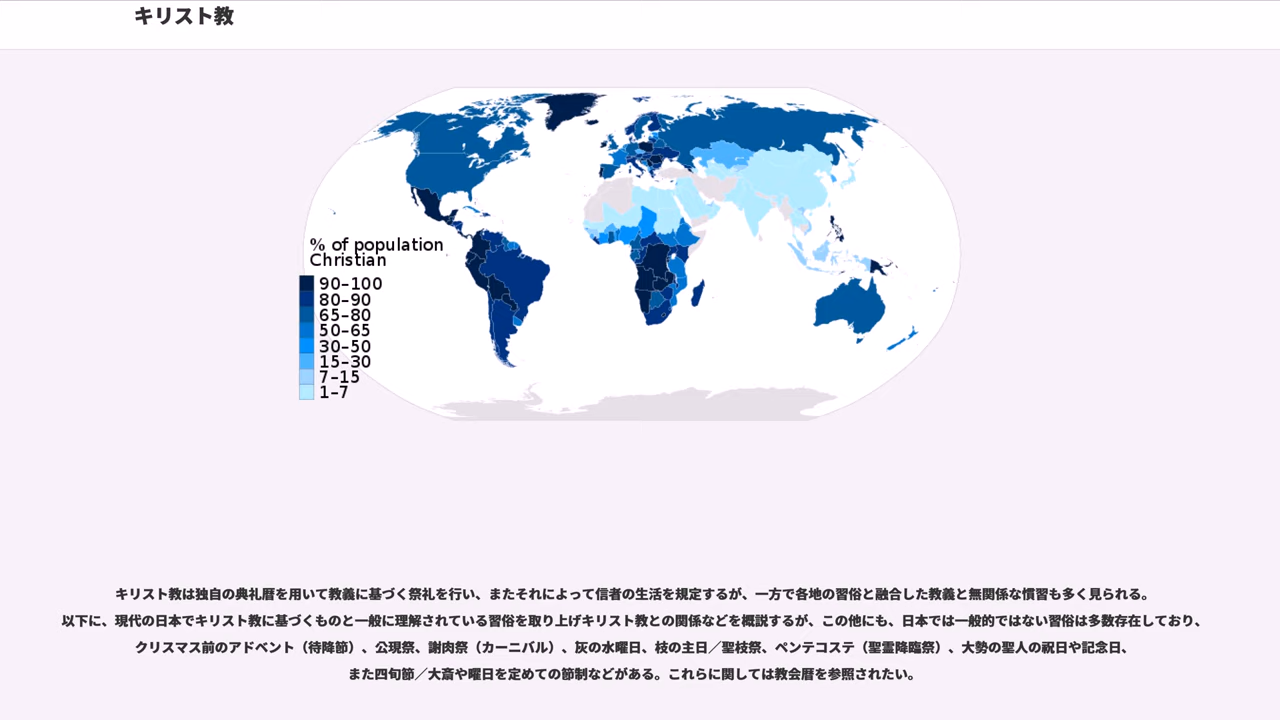 キリスト教
% of population
Christian
90–100
80–90
65–80
50–65
30–50
15–30
7–15
1–7
キリスト教は独自の典礼暦を用いて教義に基づく祭礼を行い、またそれによって信者の生活を規定するが、一方で各地の習俗と融合した教義と無関係な慣習も多く見られる。
以下に、現代の日本でキリスト教に基づくものと一般に理解されている習俗を取り上げキリスト教との関係などを概説するが、この他にも、日本では一般的ではない習俗は多数存在しており、
クリスマス前のアドベント（待降節）、公現祭、謝肉祭（カーニバル）、灰の水曜日、枝の主日／聖枝祭、ペンテコステ（聖霊降臨祭）、大勢の聖人の祝日や記念日、
また四旬節／大斎や曜日を定めての節制などがある。これらに関しては教会暦を参照されたい。